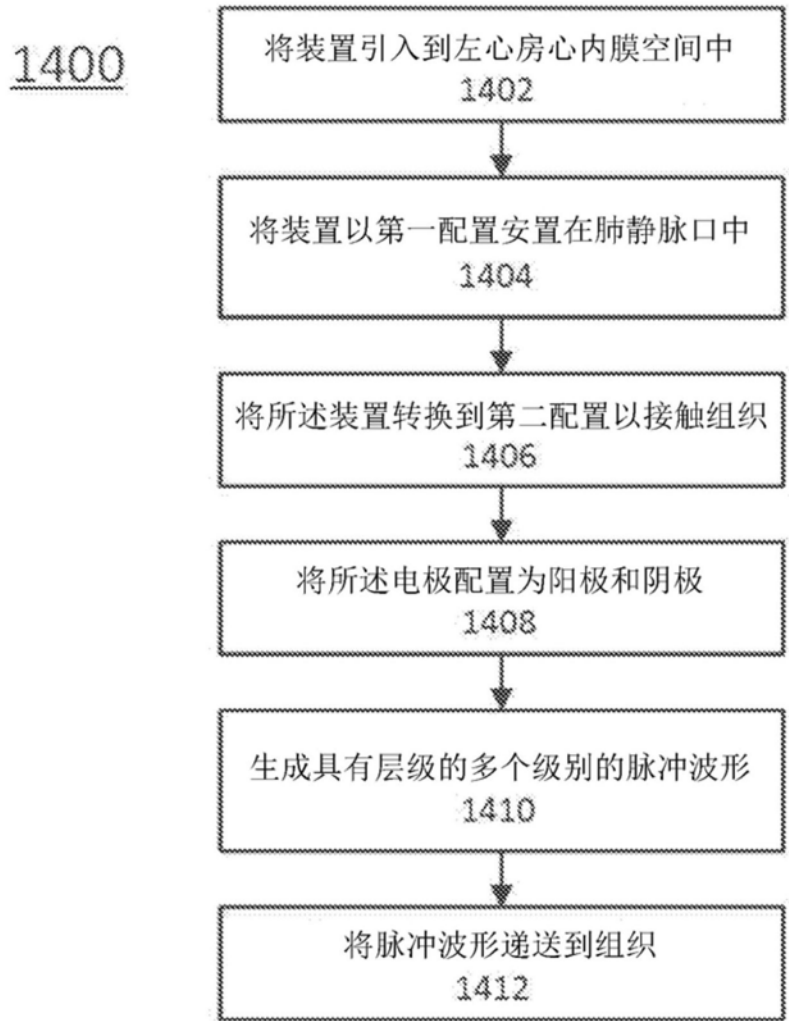 1400
将装置引入到左心房心内膜空间中
1402
将装置以第一配置安置在肺静脉口中
1404
将所述装置转换到第二配置以接触组织
1406
将所述电极配置为阳极和阴极
1408
生成具有层级的多个级别的脉冲波形
1410
将脉冲波形递送到组织
1412